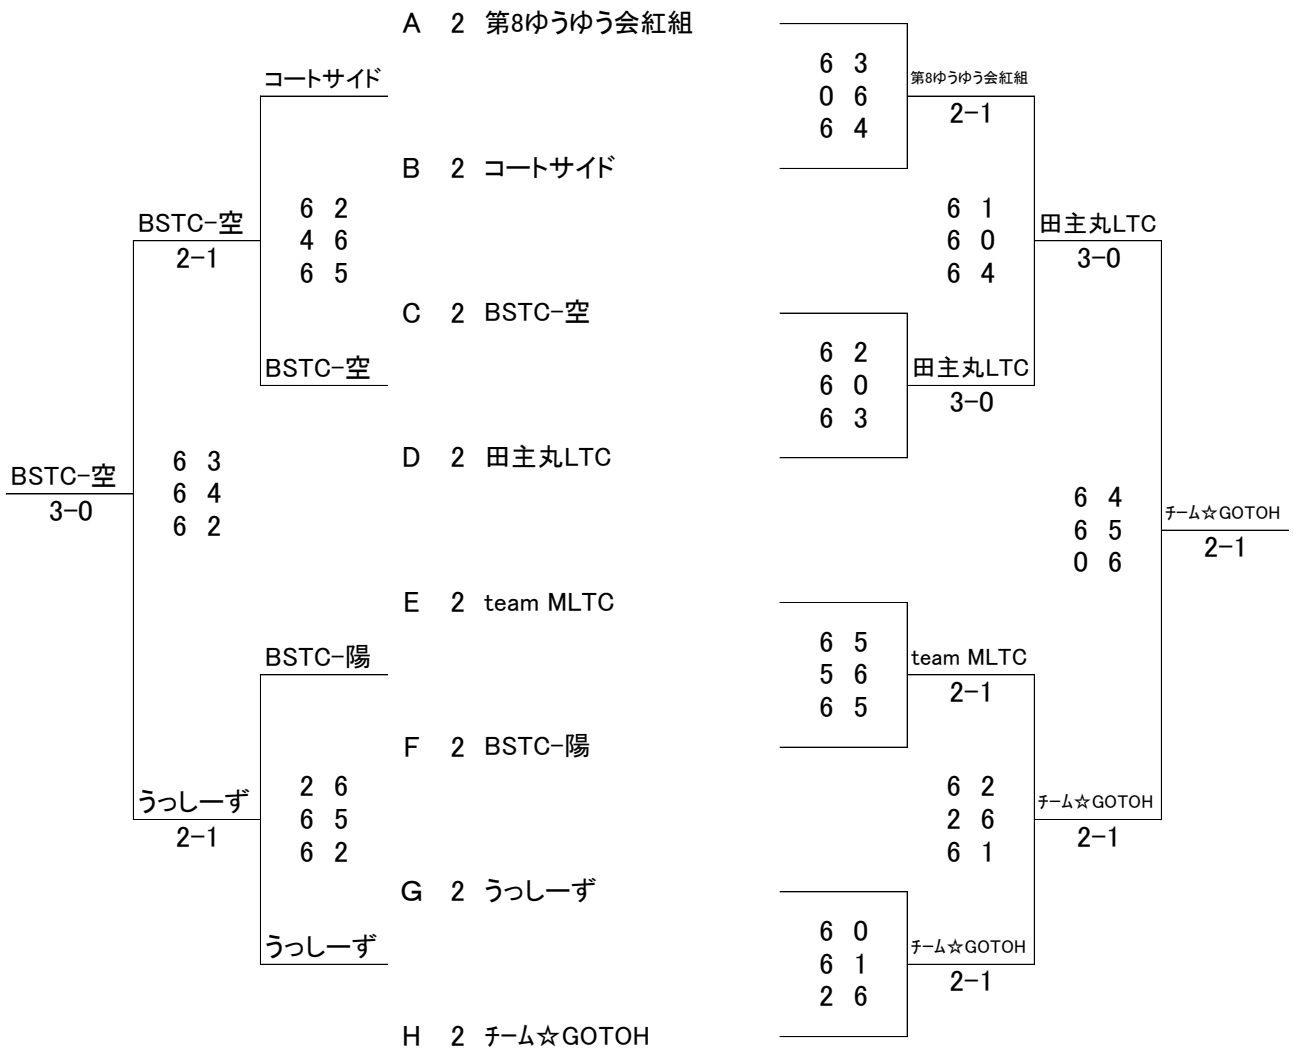 A 2 第8ゆうゆう会紅組
コートサイド
6 3
0 6
6 4
第8ゆうゆう会紅組
2-1
B 2 コートサイド
BSTC-空
2-1
6 2
4 6
6 5
6 1
6 0
6 4
田主丸LTC
3-0
C 2 BSTC-空
BSTC-空
6 2
6 0
6 3
田主丸LTC
3-0
D 2 田主丸LTC
BSTC-空
3-0
6 3
6 4
6 2
6 4
6 5
0 6
チーム☆GOTOH
2-1
E 2 team MLTC
BSTC-陽
6 5
5 6
6 5
team MLTC
2-1
F 2 BSTC-陽
うっしーず
2-1
2 6
6 5
6 2
6 2
2 6
6 1
チーム☆GOTOH
2-1
G 2 うっしーず
うっしーず
6 0
6 1
2 6
チーム☆GOTOH
2-1
H 2 チーム☆GOTOH